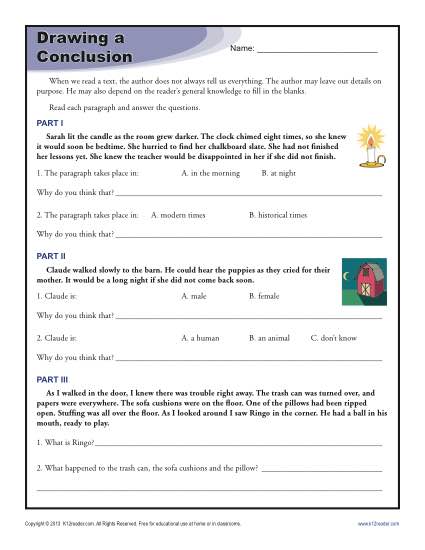 Drawing a
Conclusion
Name:
When we read a text, the author does not always tell us everything. The author may leave out details on
purpose. He may also depend on the reader's general knowledge to fill in the blanks.
Read each paragraph and answer the questions.
PART I
Sarah lit the candle as the room grew darker. The clock chimed eight times, so she knew
it would soon be bedtime. She hurried to find her chalkboard slate. She had not finished
her lessons yet. She knew the teacher would be disappointed in her if she did not finish.
1. The paragraph takes place in: A. in the morning B. at night
Why do you think that?
2. The paragraph takes place in. A. modern times B. historical times
Why do you think that?
PART II
Claude walked slowly to the barn. He could hear the puppies as they cried for their
mother. It would be a long night if she did not come back soon.
1. Claude is: A. male B. female
Why do you think that?
2. Claude is: A. a human B. an animal C. don't know
Why do you think that?
PART III
As I walked in the door, I knew there was trouble right away. The trash can was turned over, and
papers were everywhere. The sofa cushions were on the floor. One of the pillows had been ripped
open. Stuffing was all over the floor. As I looked around I saw Ringo in the corner. He had a ball in his
mouth, ready to play.
1. What is Ringo?
2. What happened to the trash can, the sofa cushions and the pillow?
Copyright © 2013 K12reader.com. All Rights Reserved. Free for educational use at home or in classrooms. www.k12reader.com